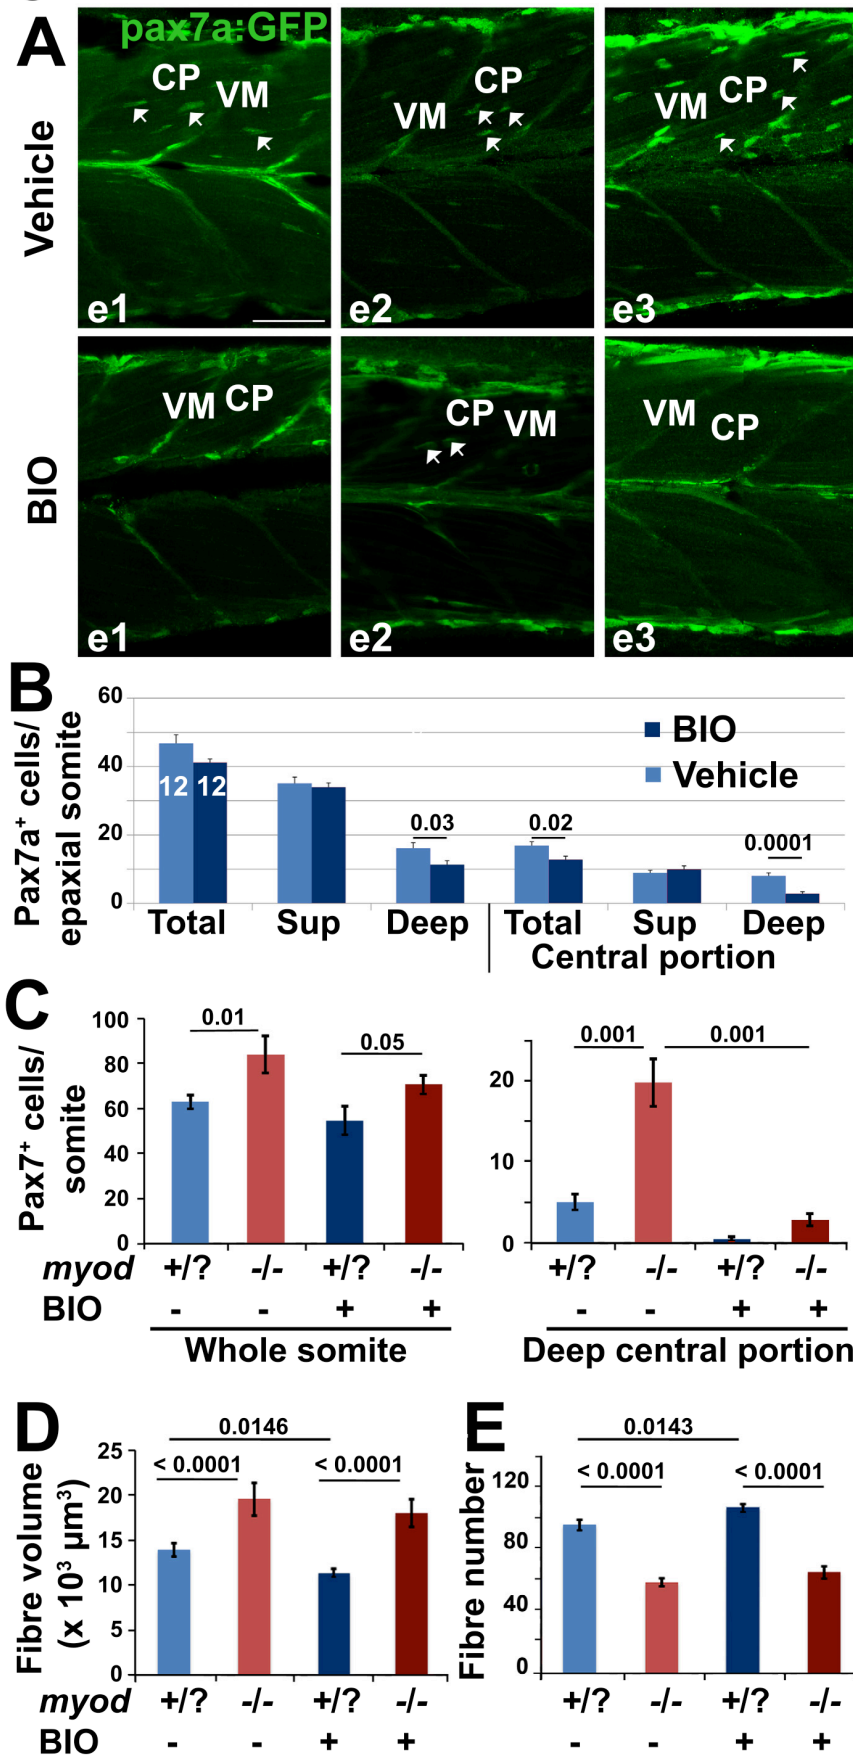 A
pax7a:GFP
Vehicle
CP
VM
e1
CP
VM
e2
VM
CP
e3
BIO
VM CP
e1
CP
VM
e2
VM
CP
e3
B
Pax7a⁺ cells/
epaxial somite
60
40
20
0
12 12
BIO
Vehicle
0.03
0.02
0.0001
Total Sup Deep Total Sup Deep
Central portion
C
Pax7⁺ cells/
somite
100
80
60
40
20
0
0.01
0.05
20
10
0
0.001
0.001
myod +/? -/- +/? -/- +/? -/- +/? -/-
BIO - - + + - - + +
Whole somite
Deep central portion
D
Fibre volume
(x 10³ µm³)
25
20
15
10
5
0
0.0146
< 0.0001
< 0.0001
E
Fibre number
120
80
40
0
0.0143
< 0.0001
< 0.0001
myod +/? -/- +/? -/- +/? -/- +/? -/-
BIO - - + + - - + +